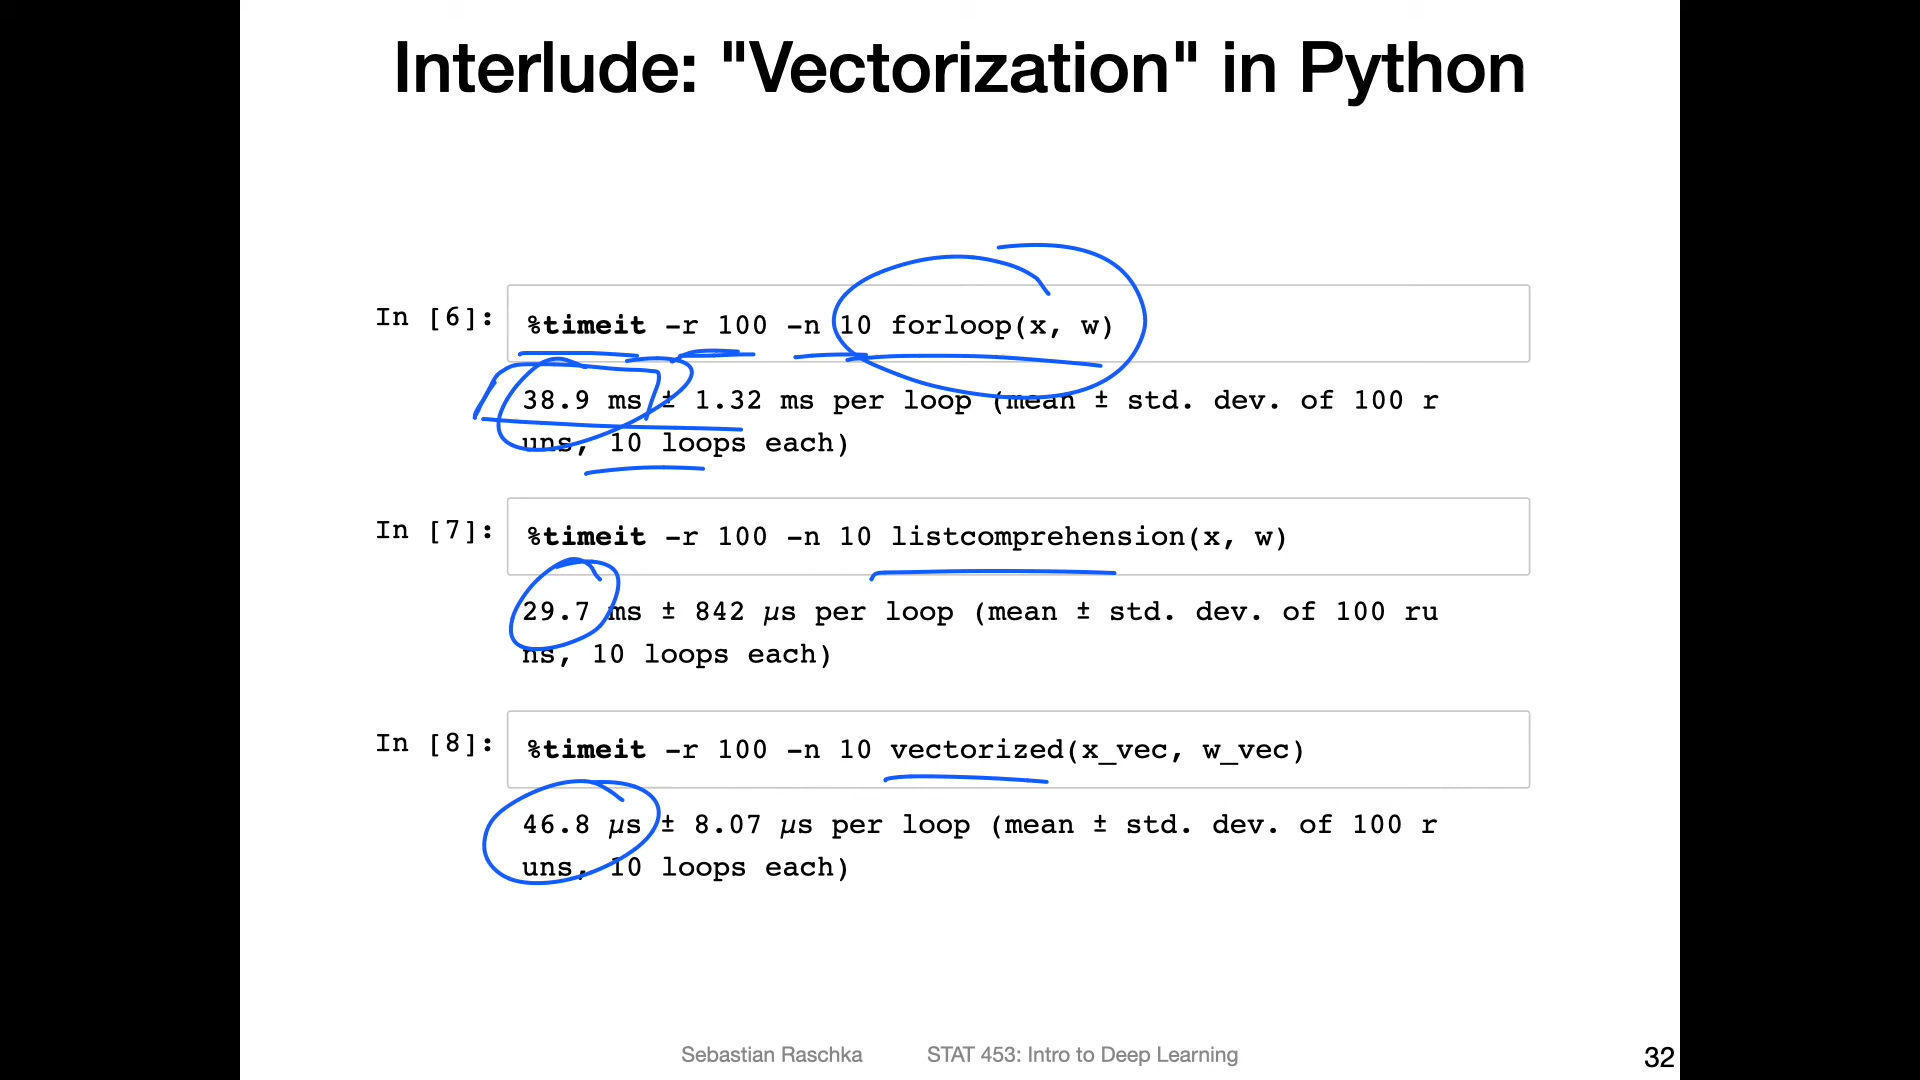 Interlude: "Vectorization" in Python
In [6]: %timeit -r 100 -n 10 forloop(x, w)
38.9 ms ± 1.32 ms per loop (mean ± std. dev. of 100 r
uns, 10 loops each)
In [7]: %timeit -r 100 -n 10 listcomprehension(x, w)
29.7 ms ± 842 µs per loop (mean ± std. dev. of 100 ru
ns, 10 loops each)
In [8]: %timeit -r 100 -n 10 vectorized(x_vec, w_vec)
46.8 µs ± 8.07 µs per loop (mean ± std. dev. of 100 r
uns, 10 loops each)
Sebastian Raschka STAT 453: Intro to Deep Learning 32